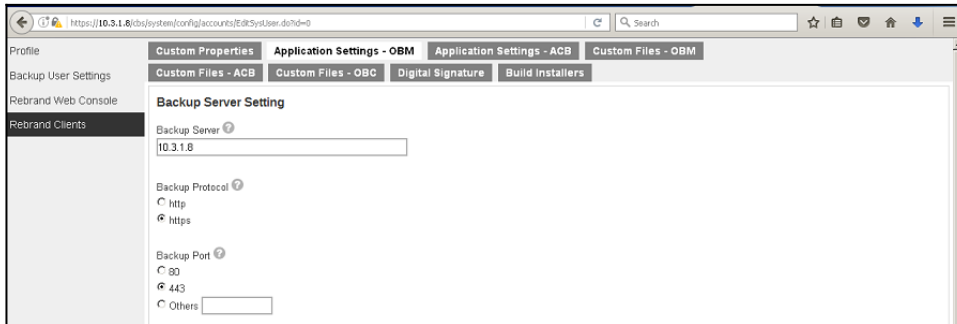 https://10.3.1.8/cbs/system/config/accounts/EditSysUser.do?id=0
Search
Profile
Backup User Settings
Rebrand Web Console
Rebrand Clients
Custom Properties Application Settings - OBM Application Settings - ACB Custom Files - OBM
Custom Files - ACB Custom Files - OBC Digital Signature Build Installers
Backup Server Setting
Backup Server ?
10.3.1.8
Backup Protocol ?
http
https
Backup Port ?
80
443
Others